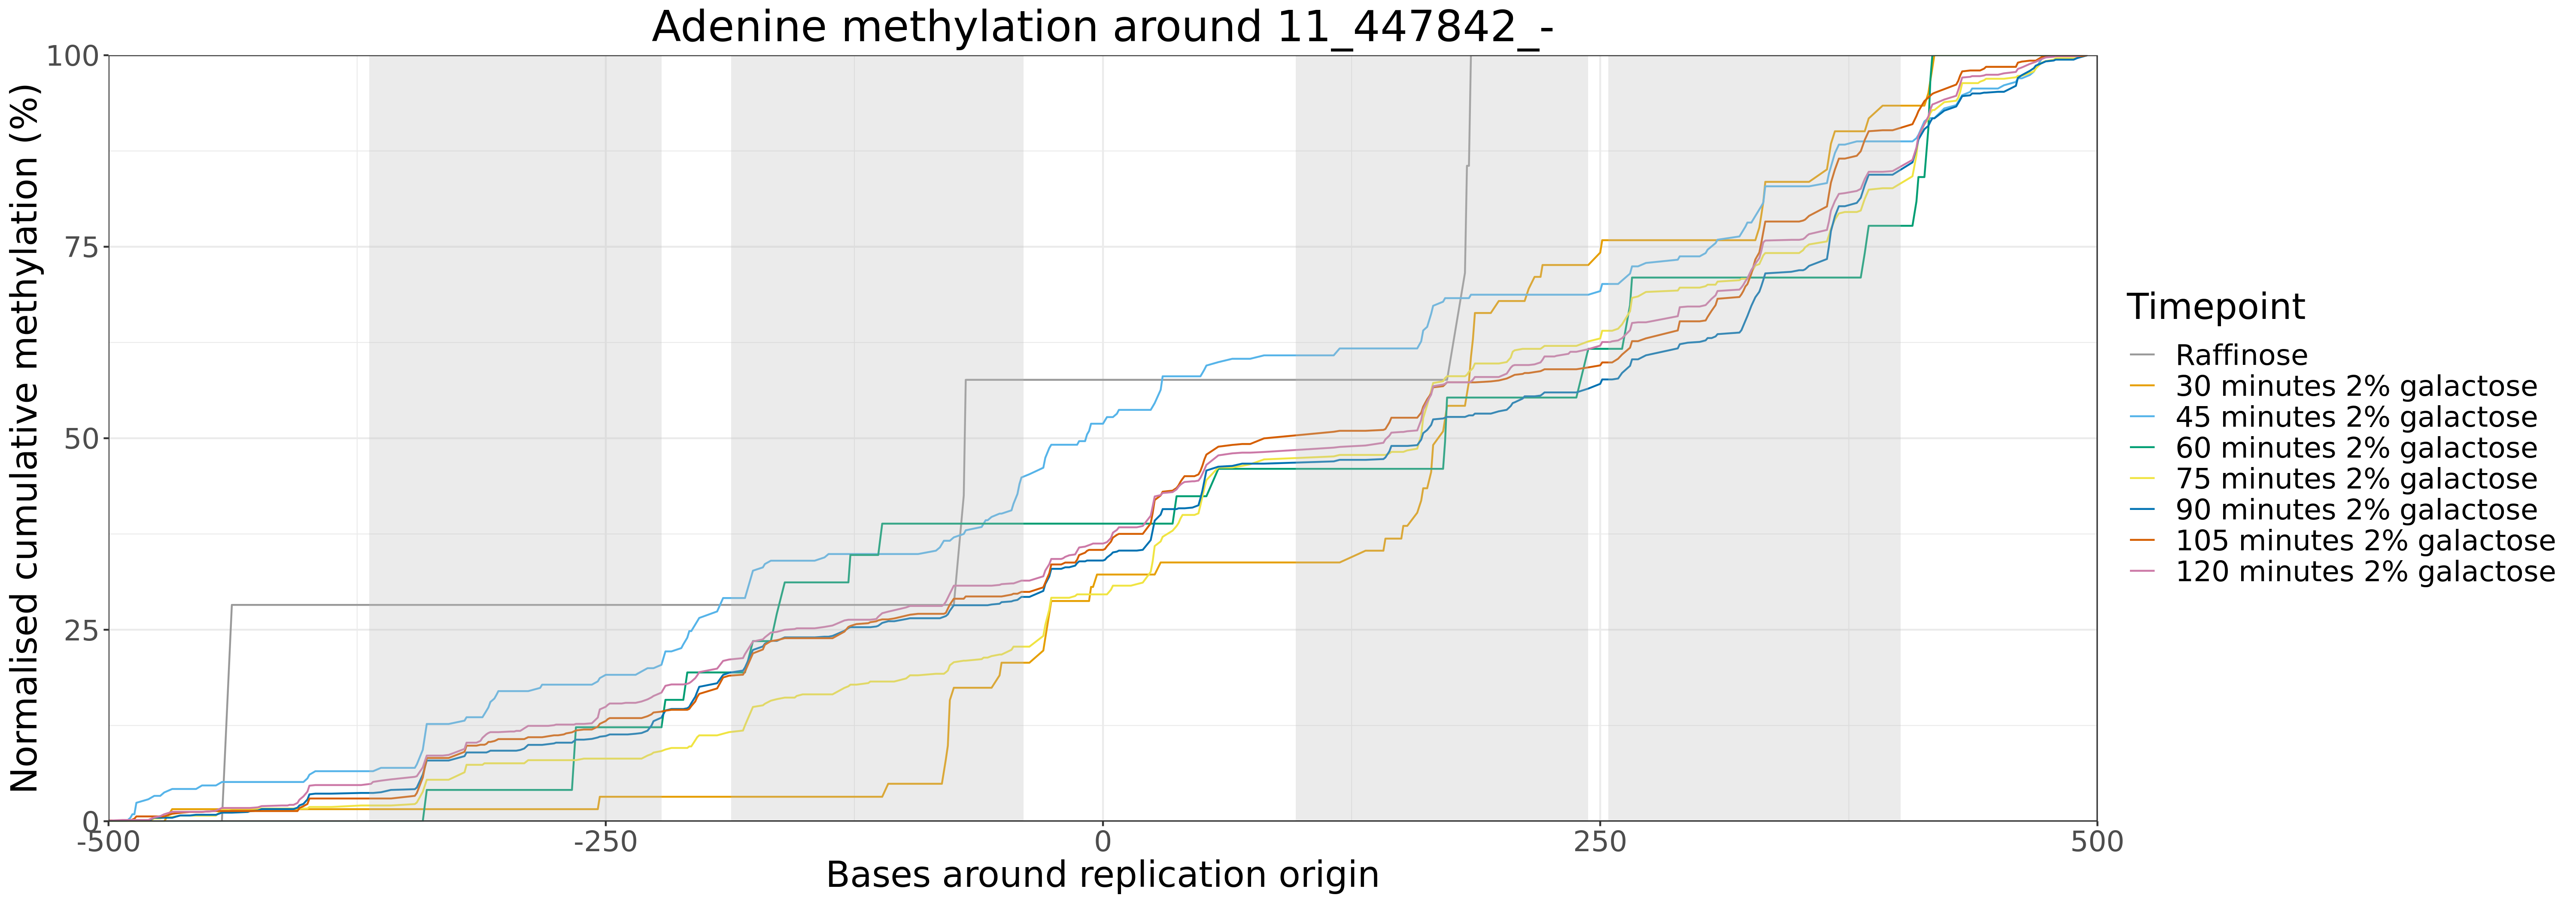 Adenine methylation around 11_447842_-
Normalised cumulative methylation (%)
100
75
50
25
0
-500
-250
0
250
500
Bases around replication origin
Timepoint
Raffinose
30 minutes 2% galactose
45 minutes 2% galactose
60 minutes 2% galactose
75 minutes 2% galactose
90 minutes 2% galactose
105 minutes 2% galactose
120 minutes 2% galactose